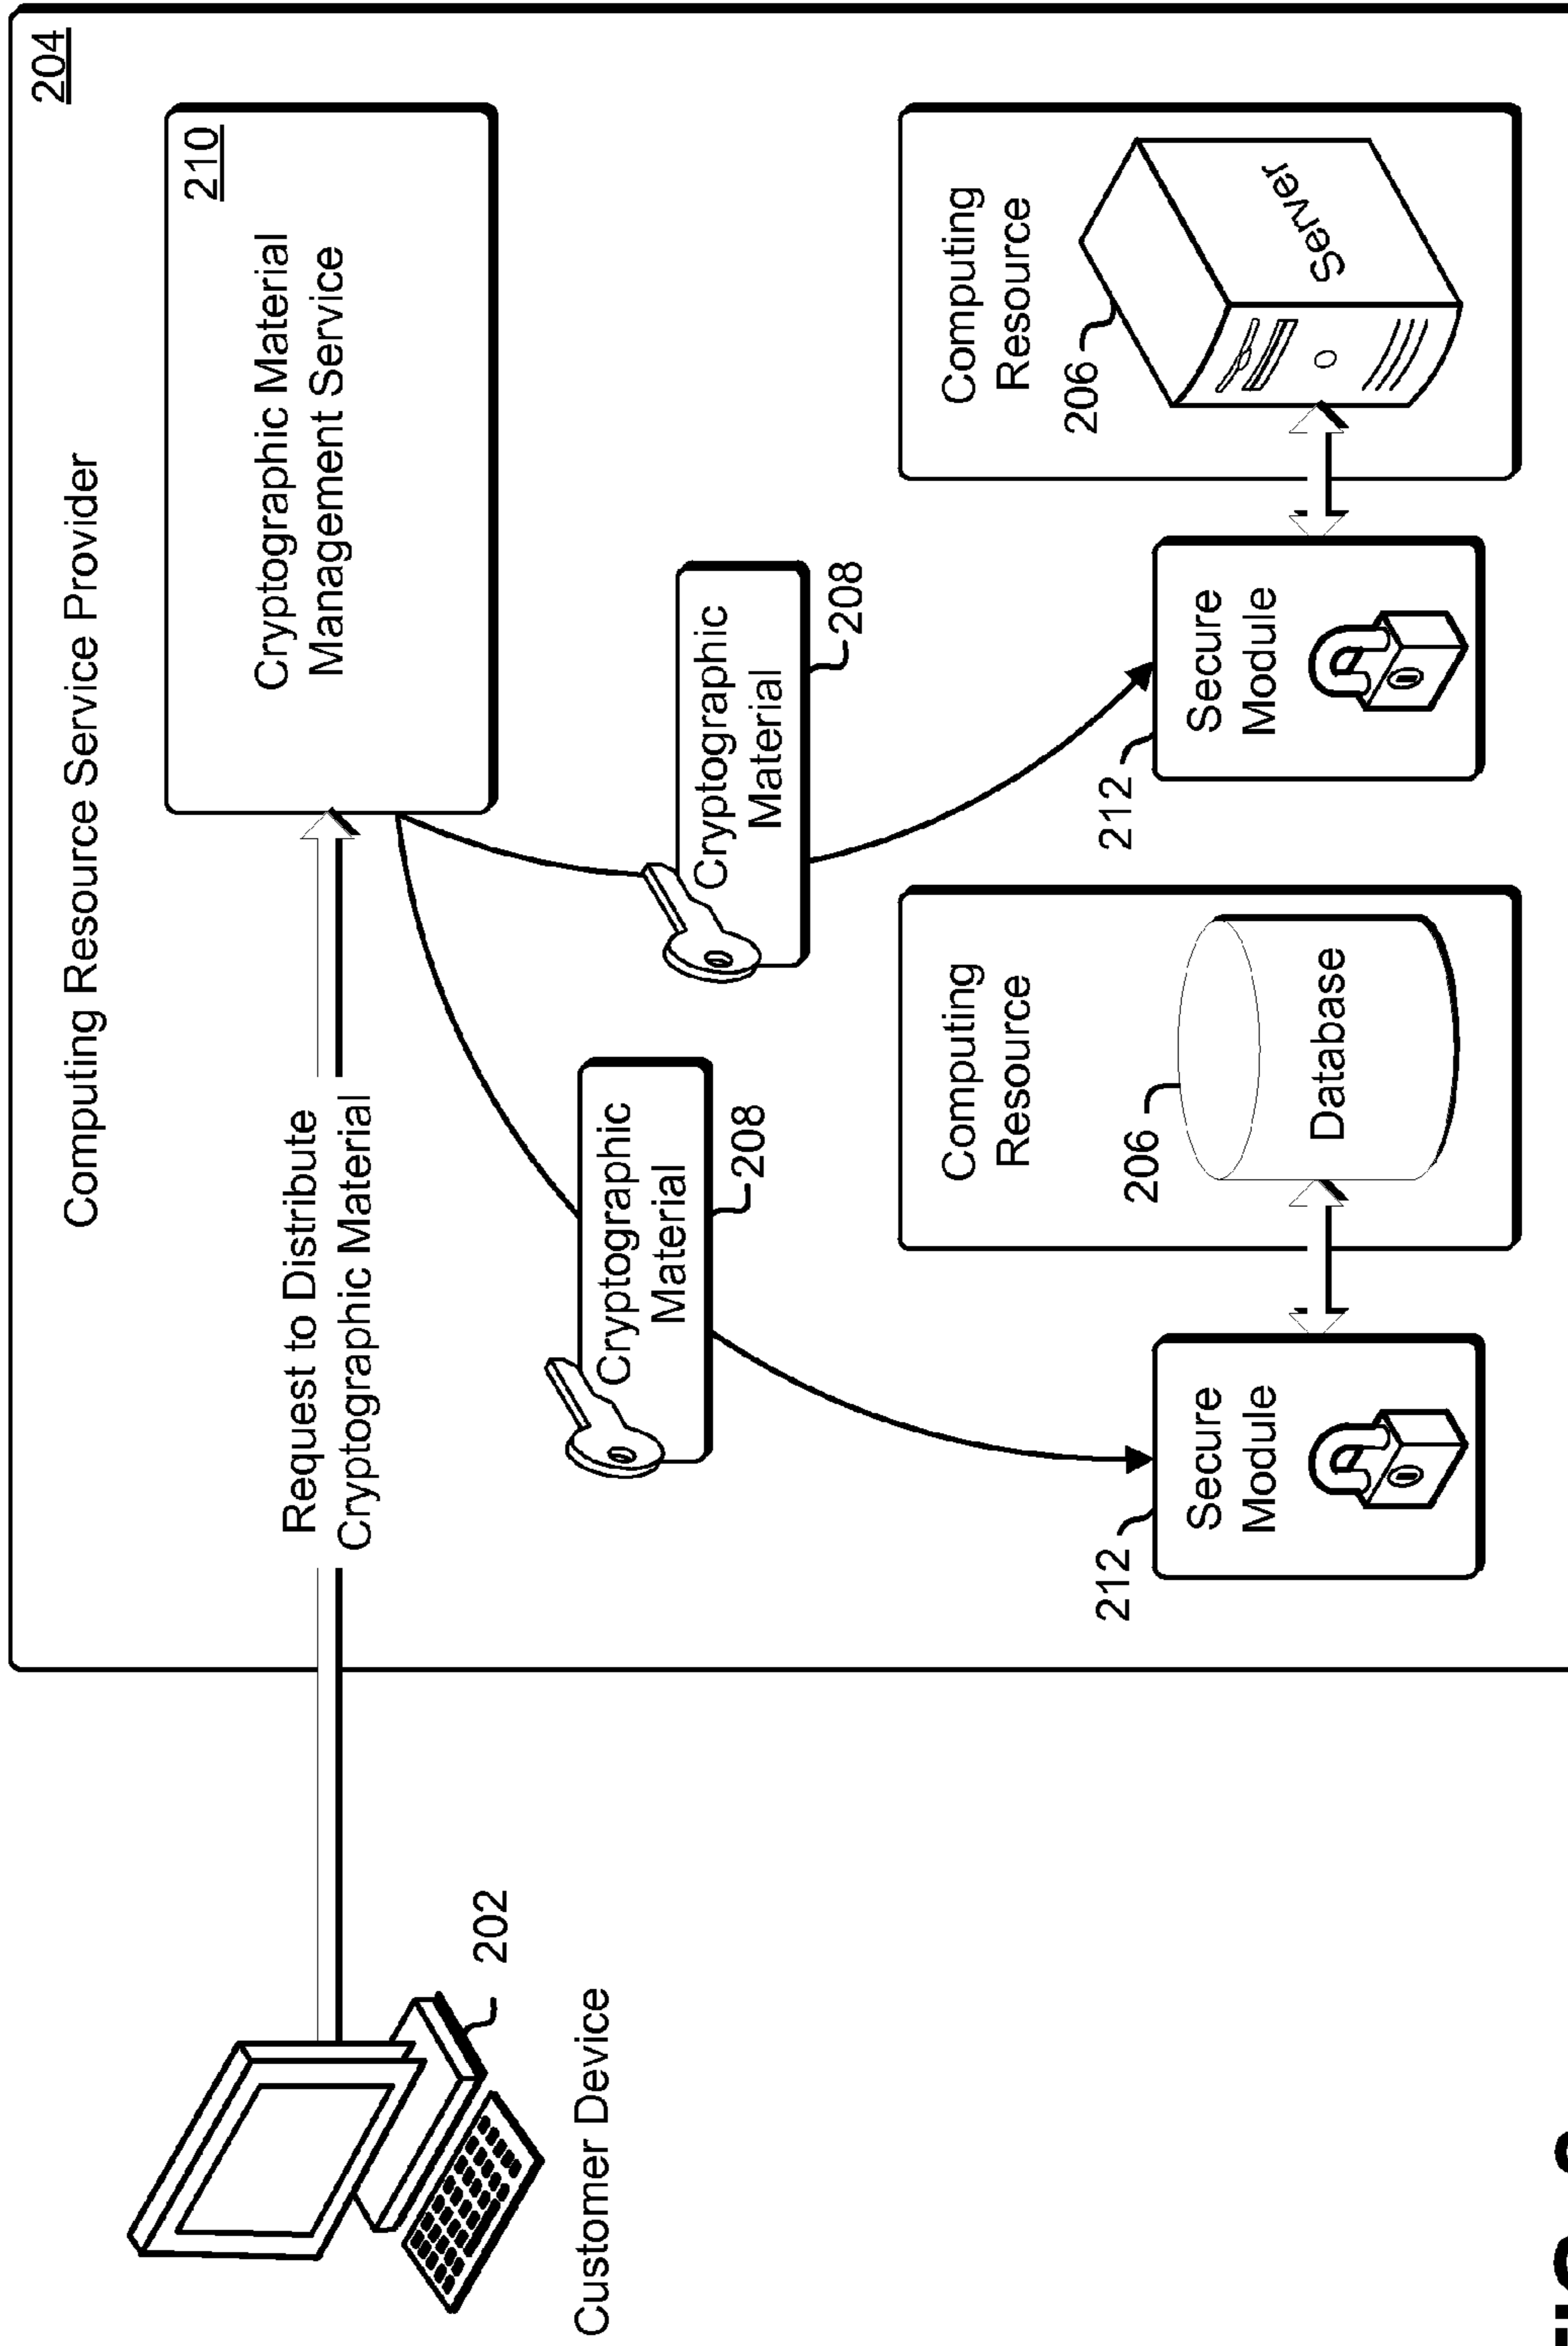 204
Computing Resource Service Provider
210
Cryptographic Material
Management Service
Request to Distribute
Cryptographic Material
202
Customer Device
Cryptographic
Material
208
Cryptographic
Material
208
Computing
Resource
206
Database
Computing
Resource
206
Server
212
Secure
Module
212
Secure
Module